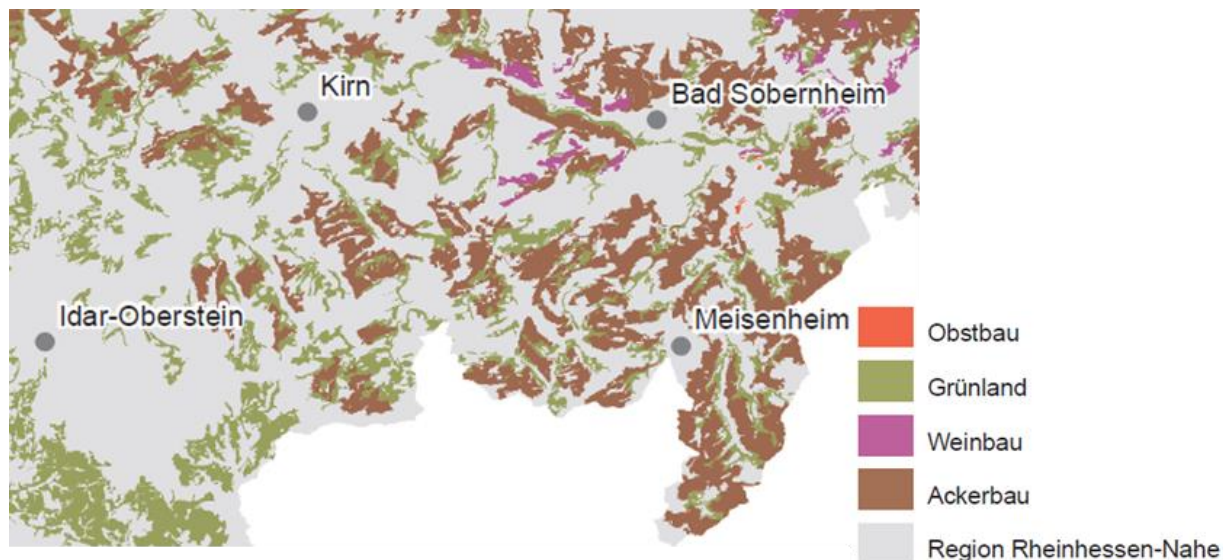 Kirn
Bad Sobernheim
Idar-Oberstein
Meisenheim
Obstbau
Grünland
Weinbau
Ackerbau
Region Rheinhessen-Nahe